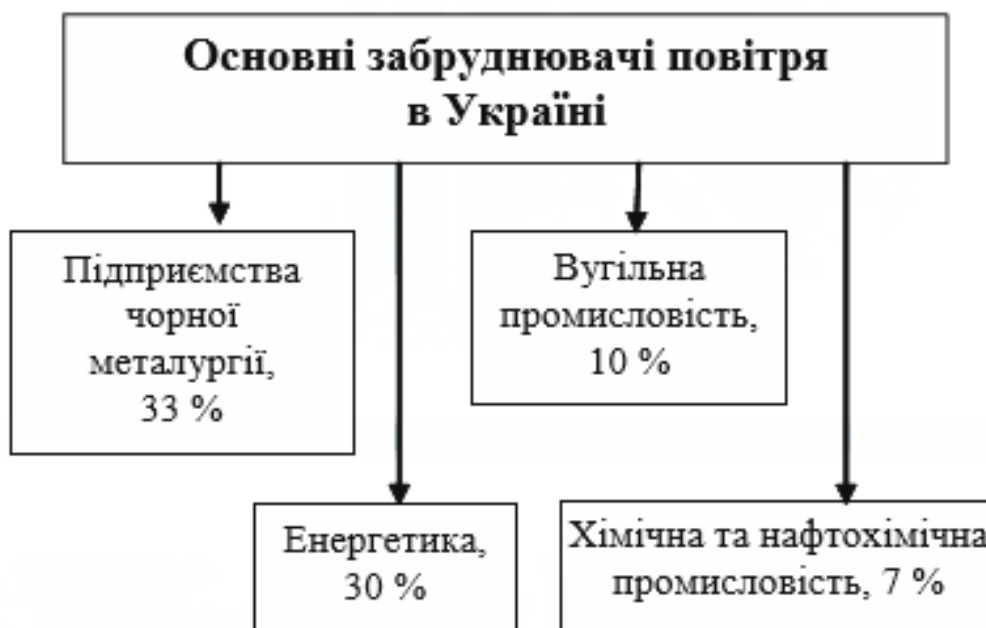 Основні забруднювачі повітря
в Україні
Підприємства
чорної
металургії,
33 %
Вугільна
промисловість,
10 %
Енергетика,
30 %
Хімічна та нафтохімічна
промисловість, 7 %